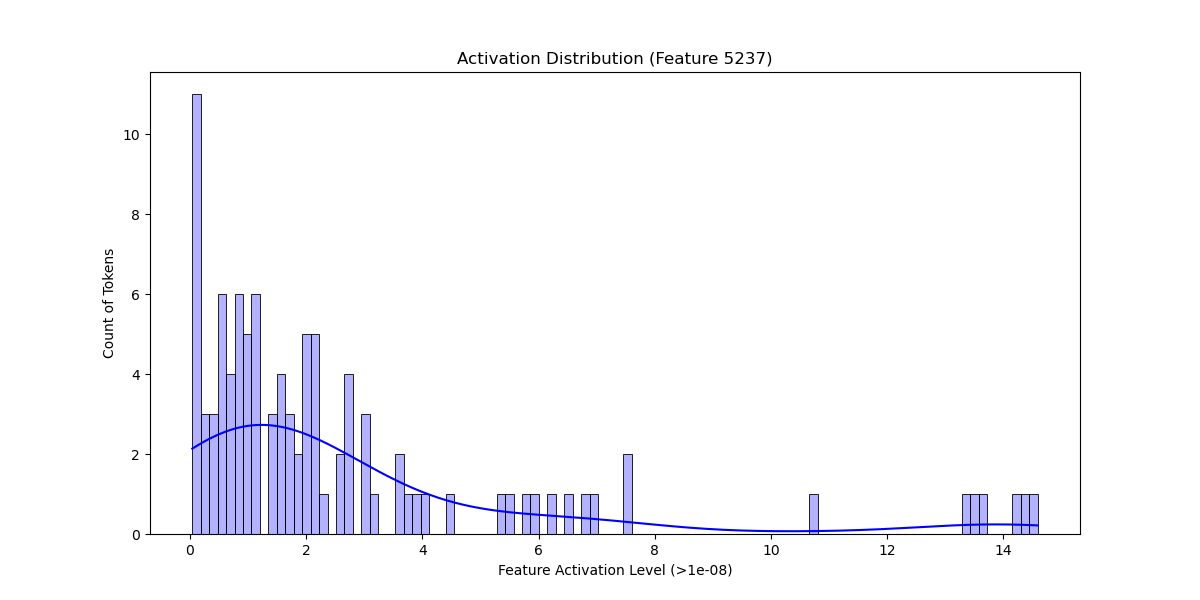 Activation Distribution (Feature 5237)
Count of Tokens
10
8
6
4
2
0
0 2 4 6 8 10 12 14
Feature Activation Level (>1e-08)